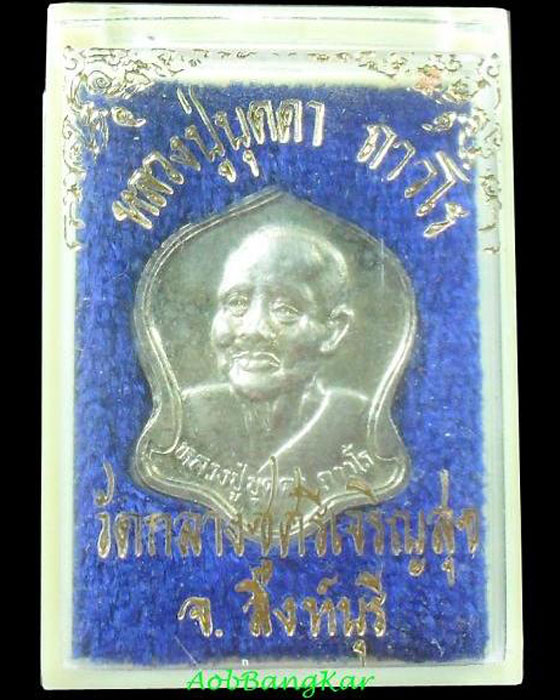 หลวงปู่บุดดา ถาวโร
หลวงปู่บุดดา ถาวโร
วัดกลางชูศรีเจริญสุข
จ. สิงห์บุรี
AobBangKar